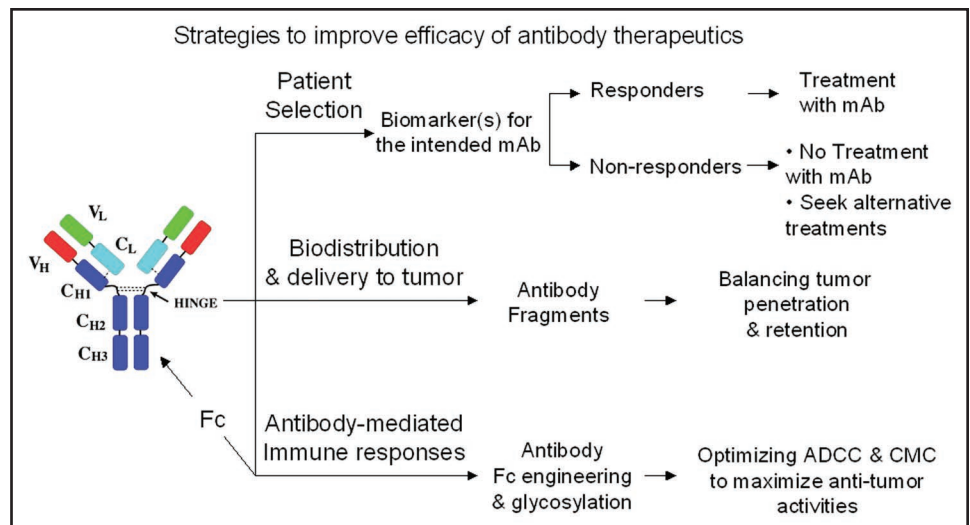 Strategies to improve efficacy of antibody therapeutics
Patient
Selection
Biomarker(s) for
the intended mAb
Responders
Treatment
with mAb
Non-responders
• No Treatment
with mAb
• Seek alternative
treatments
VL
CL
VH
CH1
HINGE
CH2
CH3
Fc
Biodistribution
& delivery to tumor
Antibody
Fragments
Balancing tumor
penetration
& retention
Antibody-mediated
Immune responses
Antibody
Fc engineering
& glycosylation
Optimizing ADCC & CMC
to maximize anti-tumor
activities